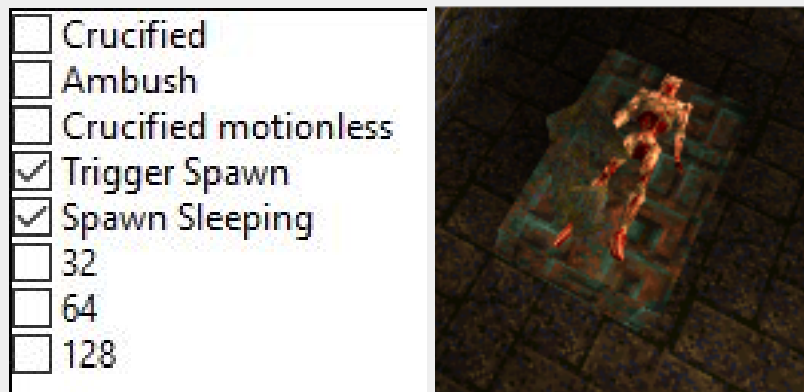 Crucified
Ambush
Crucified motionless
Trigger Spawn
Spawn Sleeping
32
64
128